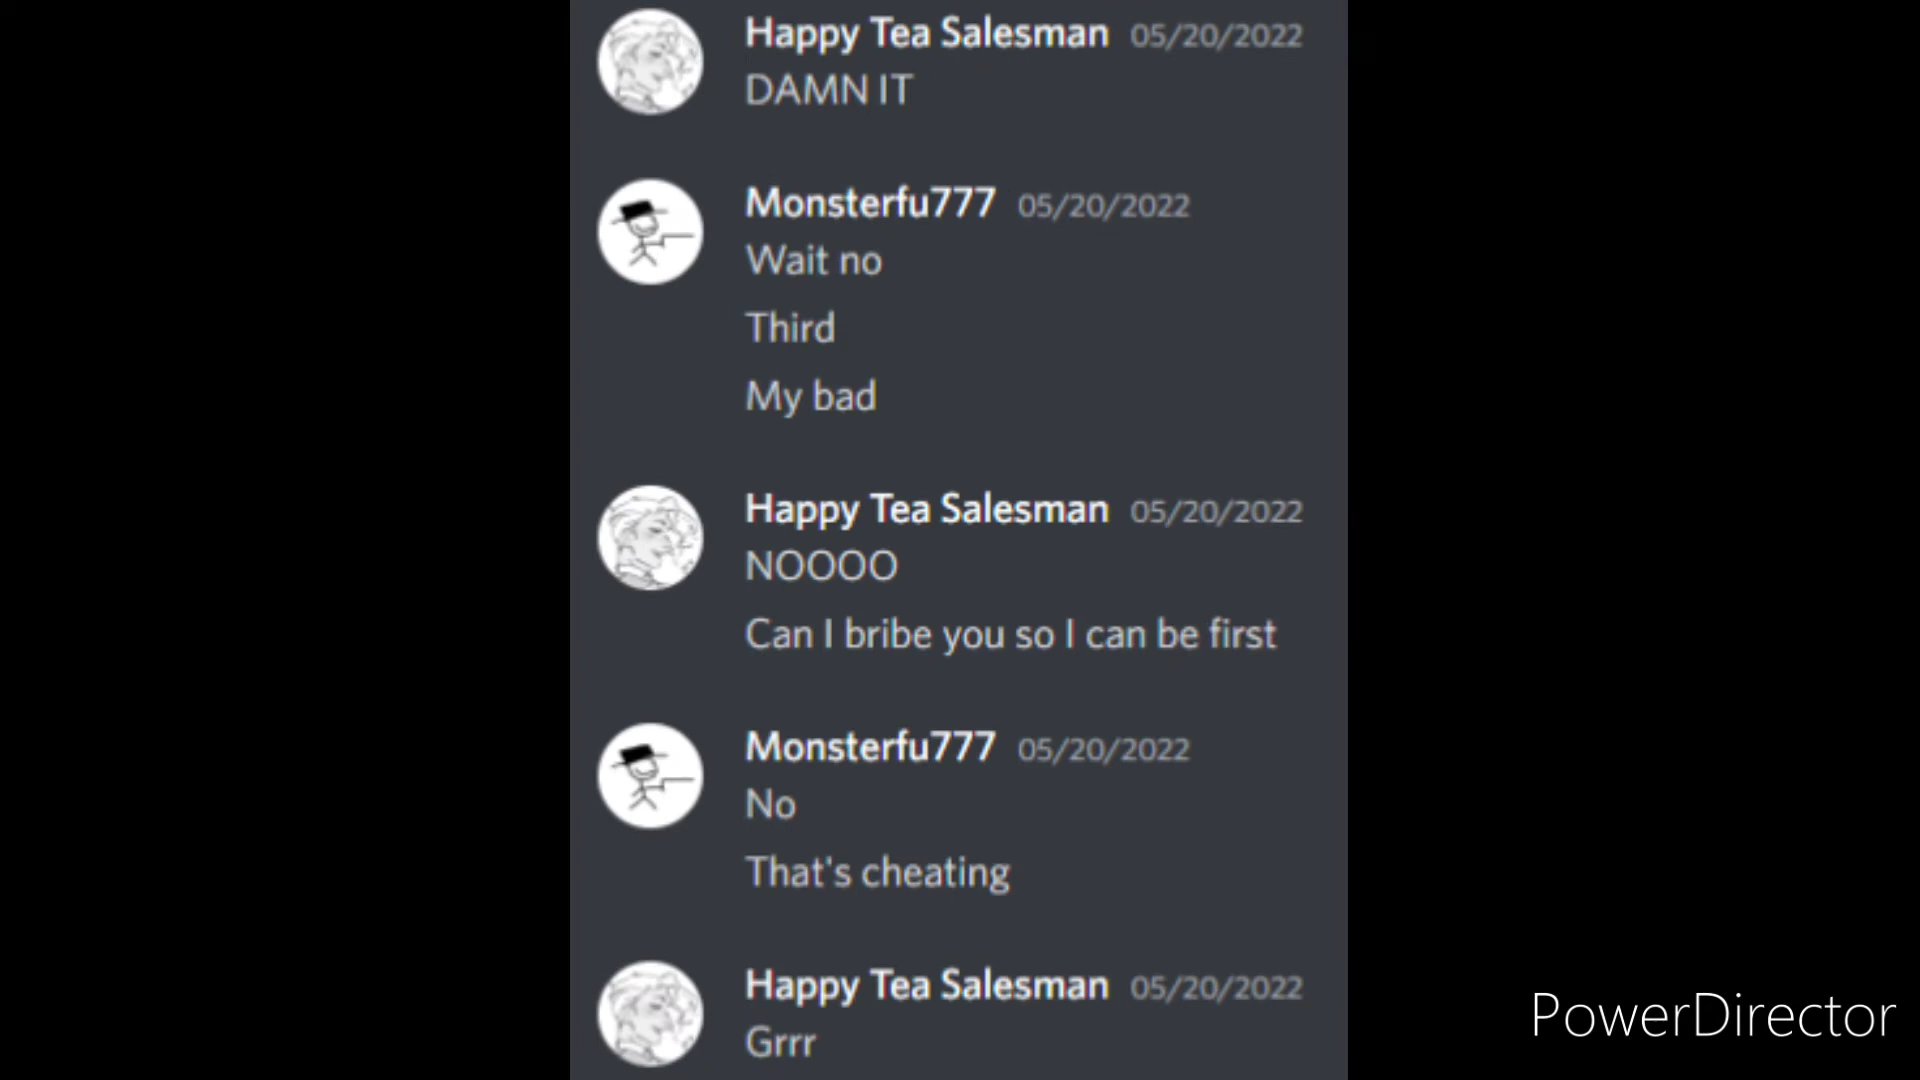 Happy Tea Salesman 05/20/2022
DAMN IT
Monsterfu777 05/20/2022
Wait no
Third
My bad
Happy Tea Salesman 05/20/2022
NOOOO
Can I bribe you so I can be first
Monsterfu777 05/20/2022
No
That's cheating
Happy Tea Salesman 05/20/2022
Grrr
PowerDirector